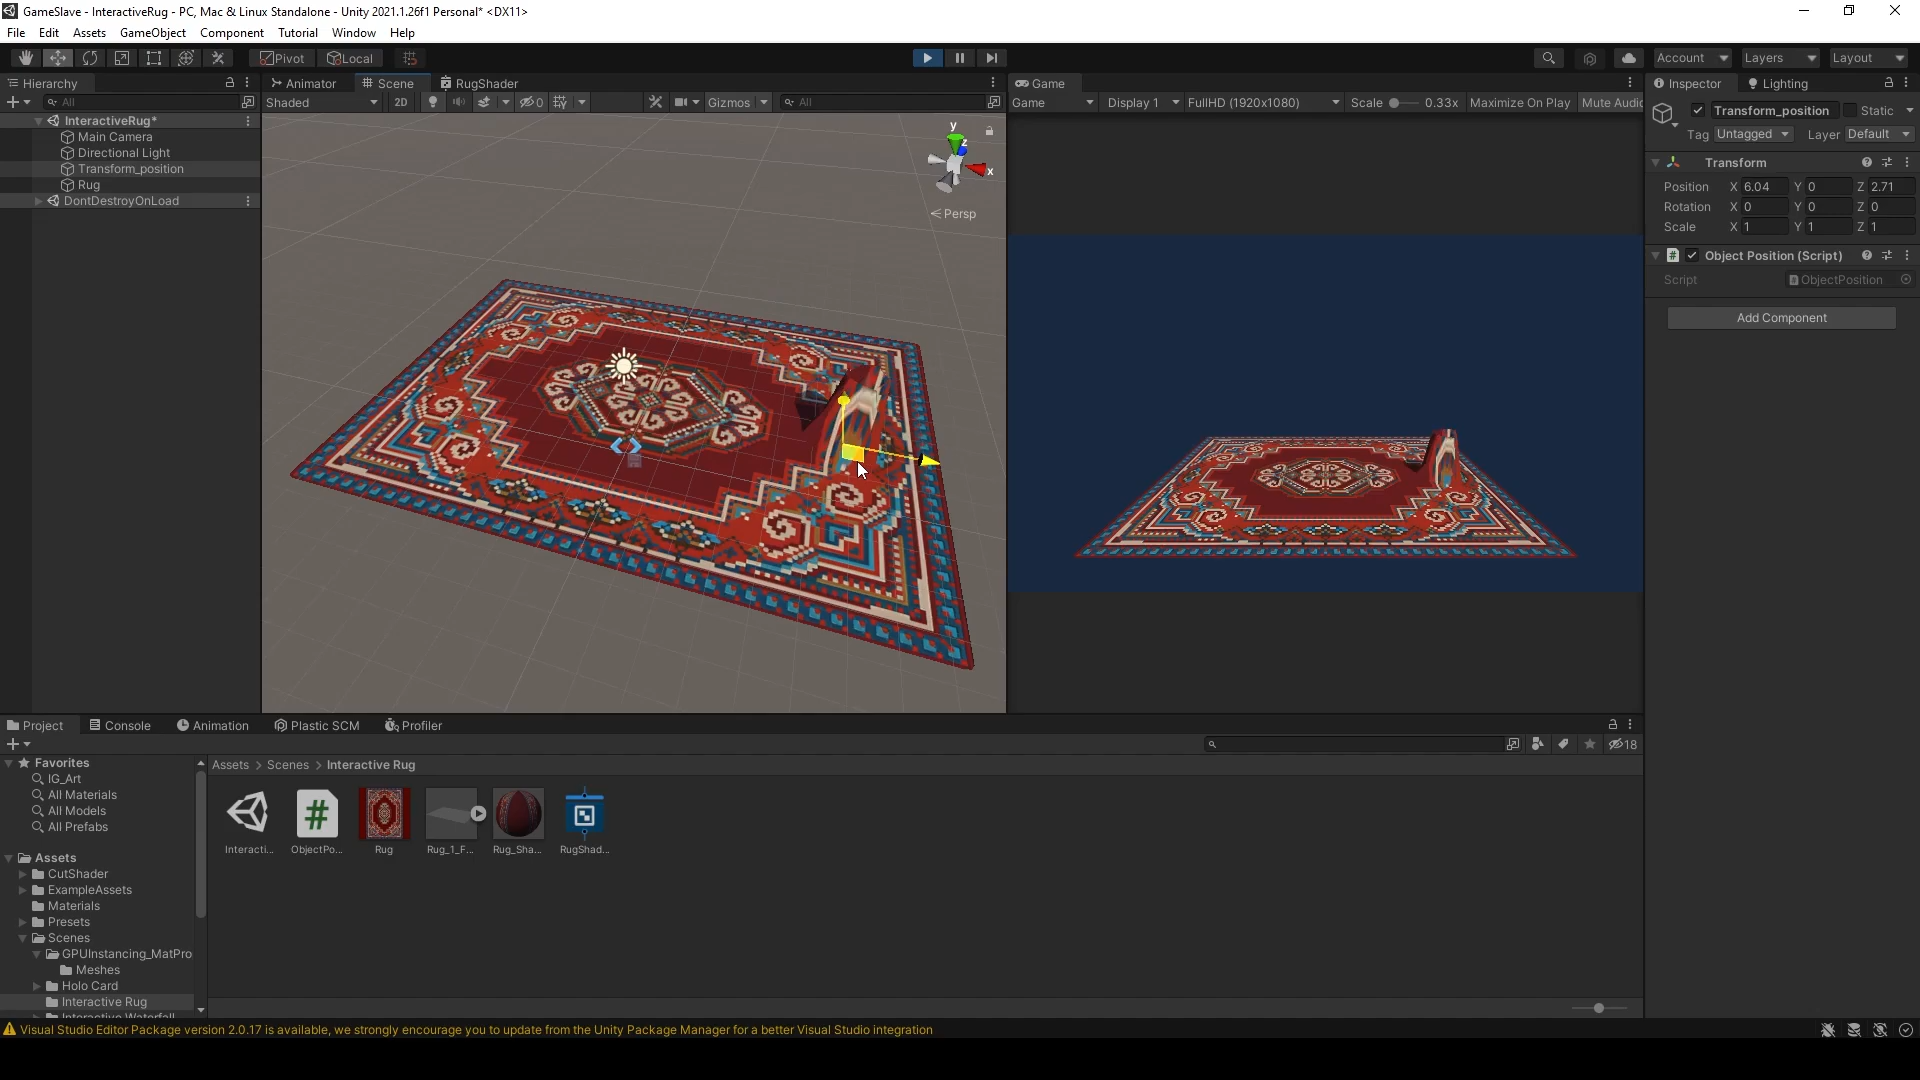 GameSlave - InteractiveRug - PC, Mac & Linux Standalone - Unity 2021.1.26f1 Personal* <DX11>
File Edit Assets GameObject Component Tutorial Window Help
Pivot Local Account Layers Layout
Hierarchy Animator Scene RugShader Game Inspector Lighting
All Shaded 2D 0 Gizmos All Game Display 1 FullHD (1920x1080) Scale 0.33x Maximize On Play Mute Audio
Transform_position Static
Tag Untagged Layer Default
InteractiveRug*
Main Camera
Directional Light
Transform_position
Rug
DontDestroyOnLoad
y
z
x
Persp
Transform
Position X 6.04 Y 0 Z 2.71
Rotation X 0 Y 0 Z 0
Scale X 1 Y 1 Z 1
Object Position (Script)
Script ObjectPosition
Add Component
Project Console Animation Plastic SCM Profiler
18
Favorites
IG_Art
All Materials
All Models
All Prefabs
Assets
CutShader
ExampleAssets
Materials
Presets
Scenes
GPUInstancing_MatPro
Meshes
Holo Card
Interactive Rug
Interactive Waterfall
Assets > Scenes > Interactive Rug
Interacti... ObjectPo... Rug Rug_1_F... Rug_Sha... RugShad...
Visual Studio Editor Package version 2.0.17 is available, we strongly encourage you to update from the Unity Package Manager for a better Visual Studio integration